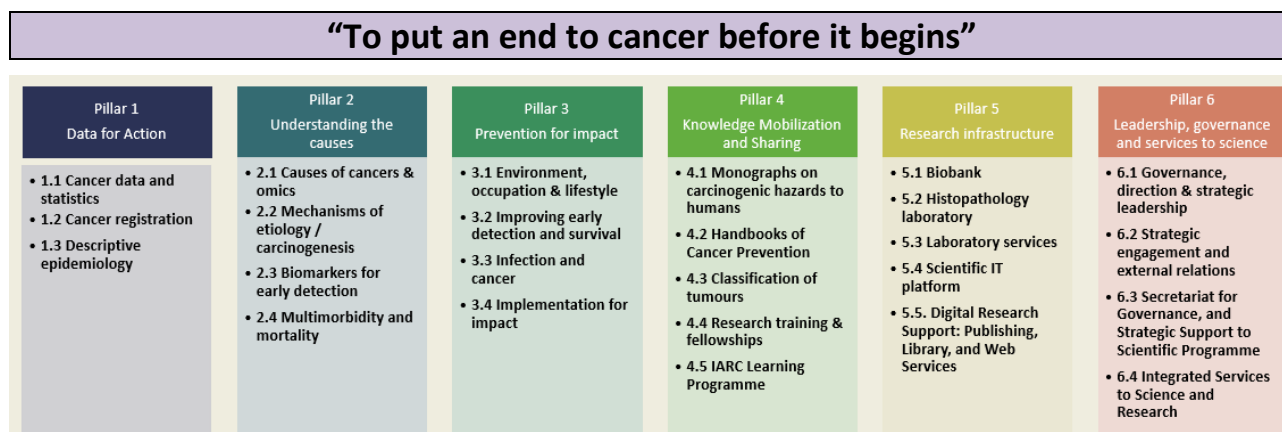 “To put an end to cancer before it begins”
Pillar 1
Data for Action
• 1.1 Cancer data and
statistics
• 1.2 Cancer registration
• 1.3 Descriptive
epidemiology
Pillar 2
Understanding the
causes
• 2.1 Causes of cancers &
omics
• 2.2 Mechanisms of
etiology /
carcinogenesis
• 2.3 Biomarkers for
early detection
• 2.4 Multimorbidity and
mortality
Pillar 3
Prevention for impact
• 3.1 Environment,
occupation & lifestyle
• 3.2 Improving early
detection and survival
• 3.3 Infection and
cancer
• 3.4 Implementation for
impact
Pillar 4
Knowledge Mobilization
and Sharing
• 4.1 Monographs on
carcinogenic hazards to
humans
• 4.2 Handbooks of
Cancer Prevention
• 4.3 Classification of
tumours
• 4.4 Research training &
fellowships
• 4.5 IARC Learning
Programme
Pillar 5
Research infrastructure
• 5.1 Biobank
• 5.2 Histopathology
laboratory
• 5.3 Laboratory services
• 5.4 Scientific IT
platform
• 5.5. Digital Research
Support: Publishing,
Library, and Web
Services
Pillar 6
Leadership, governance
and services to science
• 6.1 Governance,
direction & strategic
leadership
• 6.2 Strategic
engagement and
external relations
• 6.3 Secretariat for
Governance, and
Strategic Support to
Scientific Programme
• 6.4 Integrated Services
to Science and
Research